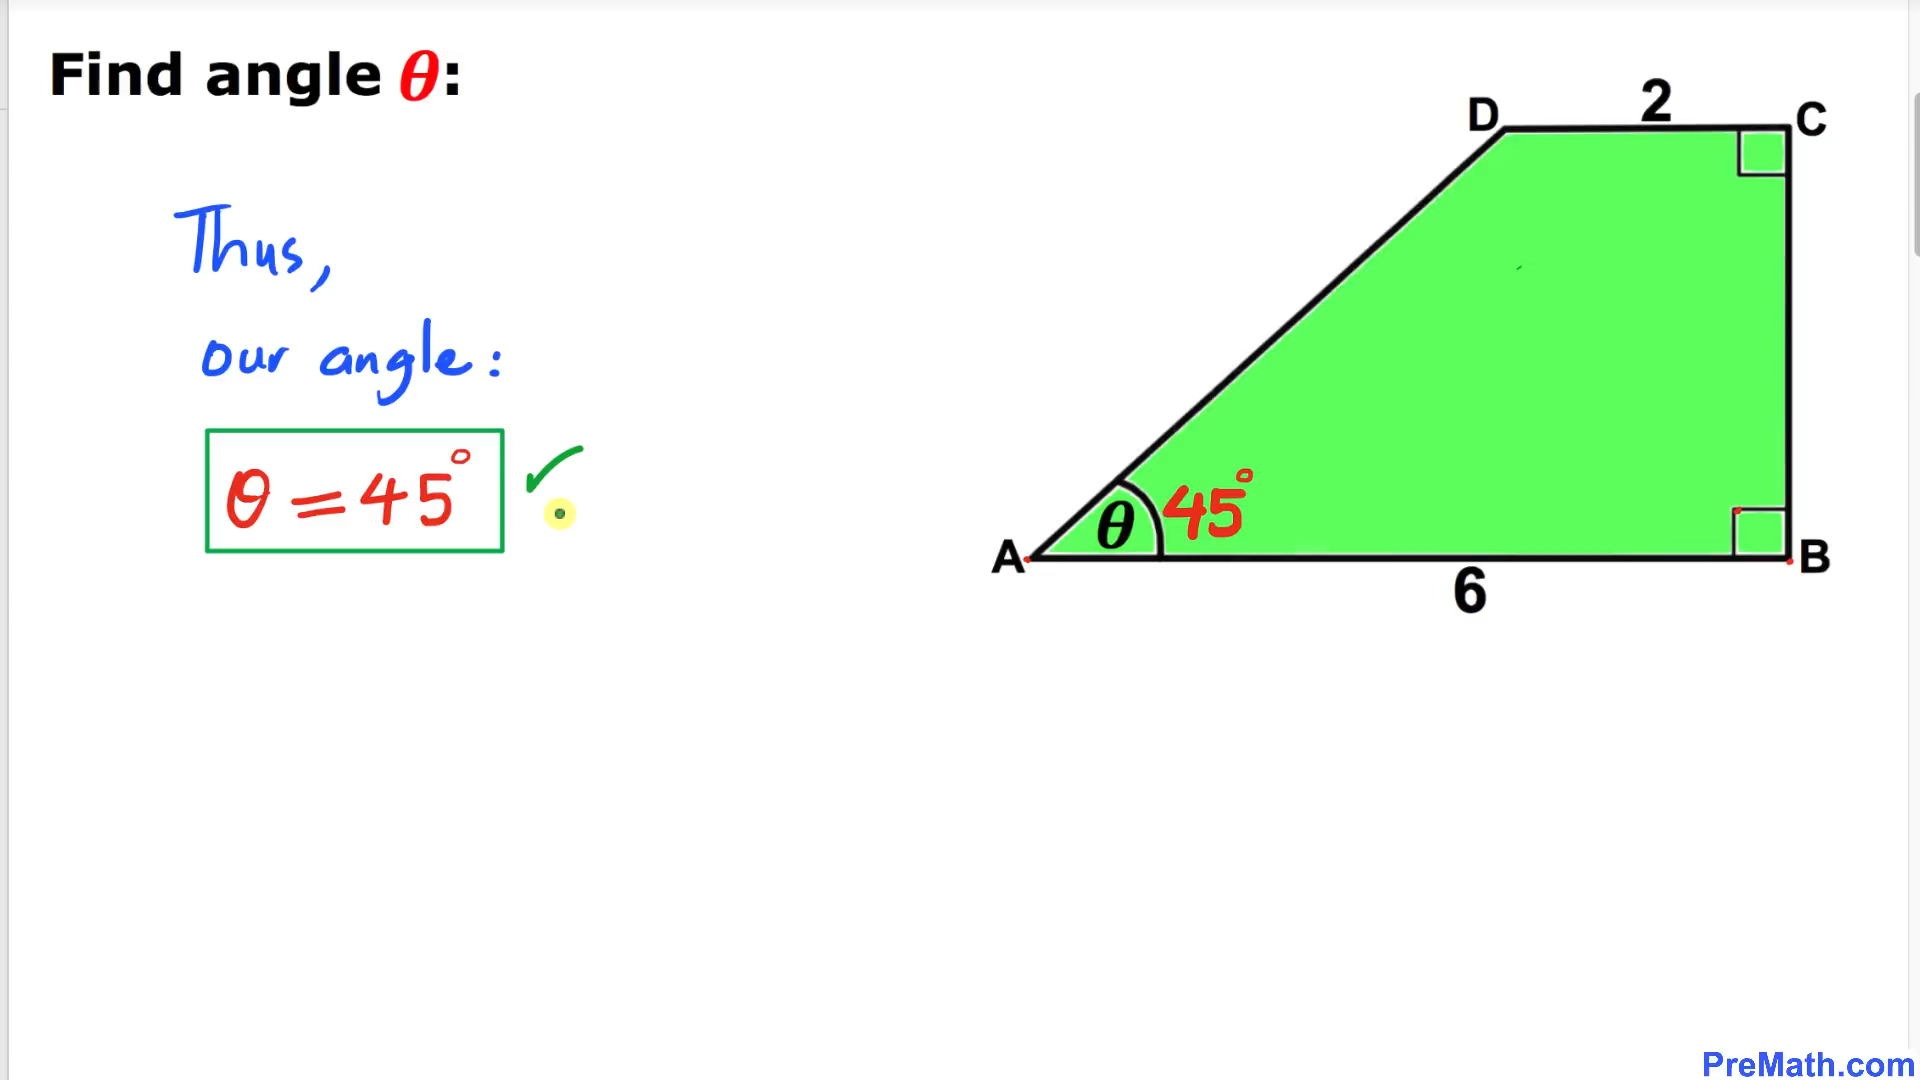 Find angle θ:
Thus,
our angle:
θ = 45°
D
2
C
θ
45°
A
B
6
PreMath.com